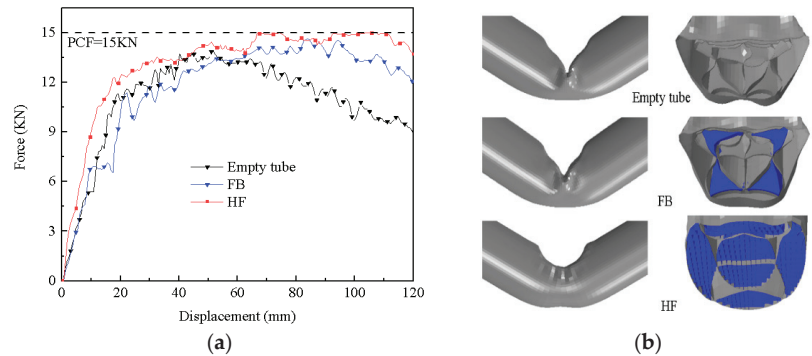 PCF=15KN
15
12
9
6
3
0
Force (KN)
Empty tube
FB
HF
0 20 40 60 80 100 120
Displacement (mm)
(a)
Empty tube
FB
HF
(b)